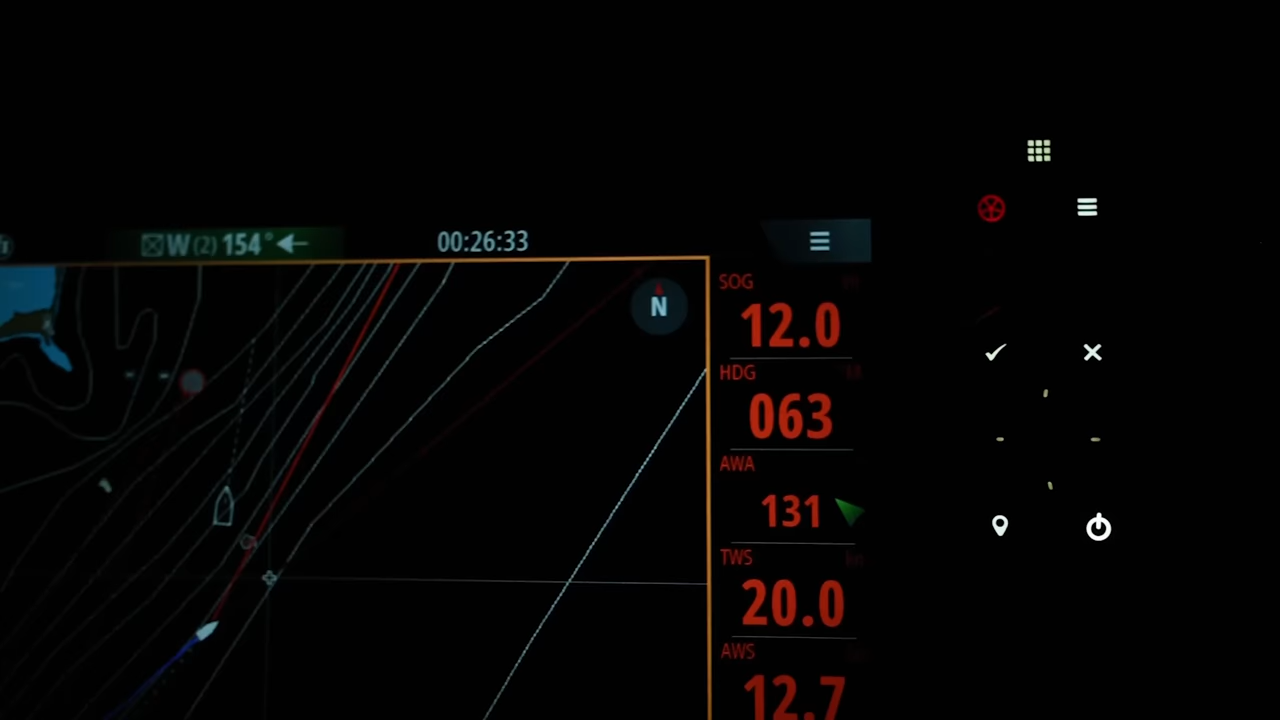 W (2) 154°
00:26:33
N
SOG
12.0
HDG
063
AWA
131
TWS
20.0
AWS
12.7